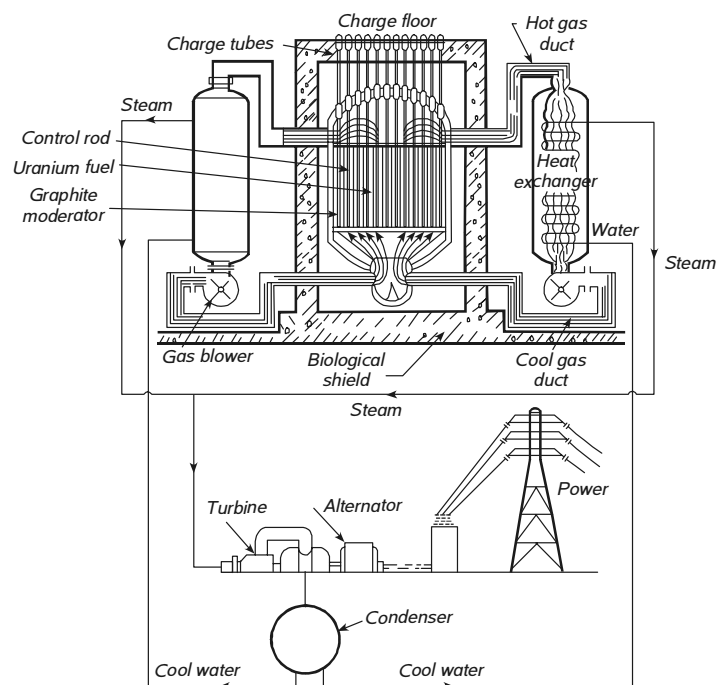 Charge floor
Hot gas
duct
Charge tubes
Steam
Control rod
Uranium fuel
Graphite
moderator
Heat
exchanger
Water
Steam
Gas blower
Biological
shield
Cool gas
duct
Steam
Turbine
Alternator
Power
Condenser
Cool water
Cool water